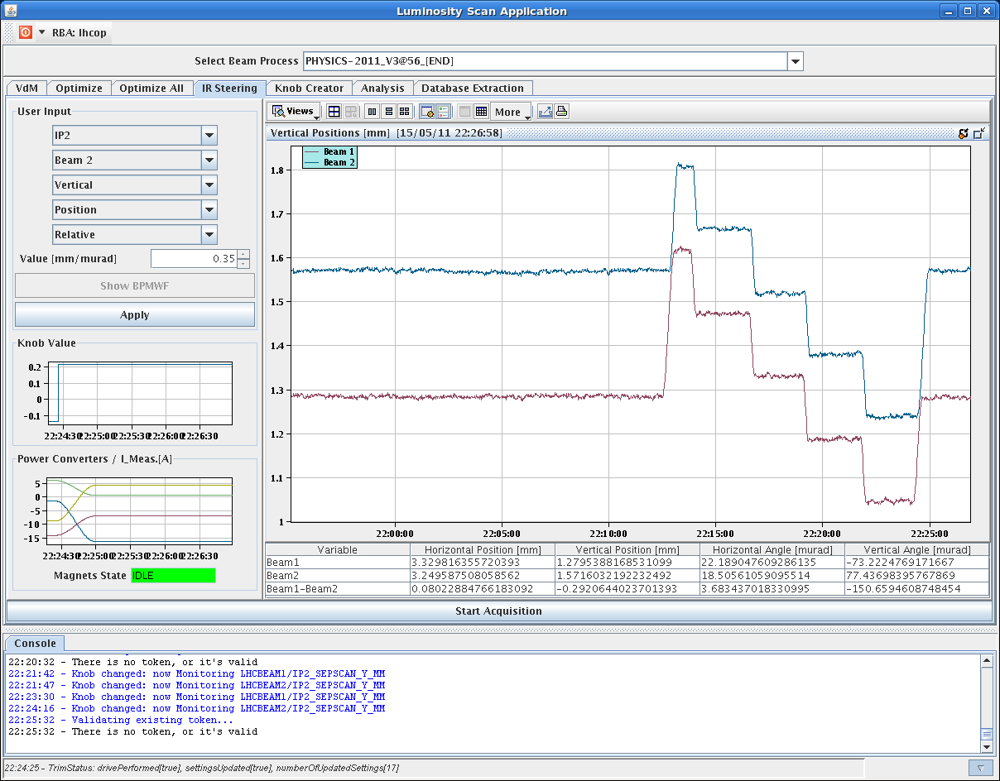 Luminosity Scan Application
RBA: lhcop
Select Beam Process PHYSICS-2011_V3@56_[END]
VdM Optimize Optimize All IR Steering Knob Creator Analysis Database Extraction
User Input
IP2
Beam 2
Vertical
Position
Relative
Value [mm/murad] 0.35
Show BPMWF
Apply
Knob Value
0.2
0.1
0
-0.1
22:24:30 22:25:00 22:25:30 22:26:00 22:26:30
Power Converters / I_Meas.[A]
5
0
-5
-10
-15
22:24:30 22:25:00 22:25:30 22:26:00 22:26:30
Magnets State IDLE
Views More
Vertical Positions [mm] [15/05/11 22:26:58]
Beam 1
Beam 2
1.8
1.7
1.6
1.5
1.4
1.3
1.2
1.1
1
22:00:00 22:05:00 22:10:00 22:15:00 22:20:00 22:25:00
Variable Horizontal Position [mm] Vertical Position [mm] Horizontal Angle [murad] Vertical Angle [murad]
Beam1 3.329816355720393 1.2795388168531099 22.189047609286135 -73.2224769171667
Beam2 3.249587508058562 1.5716032192232492 18.505610590955​14 77.43698395767869
Beam1-Beam2 0.08022884766183092 -0.2920644023701393 3.683437018330995 -150.6594608748454
Start Acquisition
Console
22:20:32 - There is no token, or it's valid
22:21:42 - Knob changed: now Monitoring LHCBEAM1/IP2_SEPSCAN_Y_MM
22:21:47 - Knob changed: now Monitoring LHCBEAM2/IP2_SEPSCAN_Y_MM
22:23:30 - Knob changed: now Monitoring LHCBEAM1/IP2_SEPSCAN_Y_MM
22:24:16 - Knob changed: now Monitoring LHCBEAM2/IP2_SEPSCAN_Y_MM
22:25:32 - Validating existing token...
22:25:32 - There is no token, or it's valid
22:24:25 - TrimStatus: drivePerformed[true], settingsUpdated[true], numberOfUpdatedSettings[17]